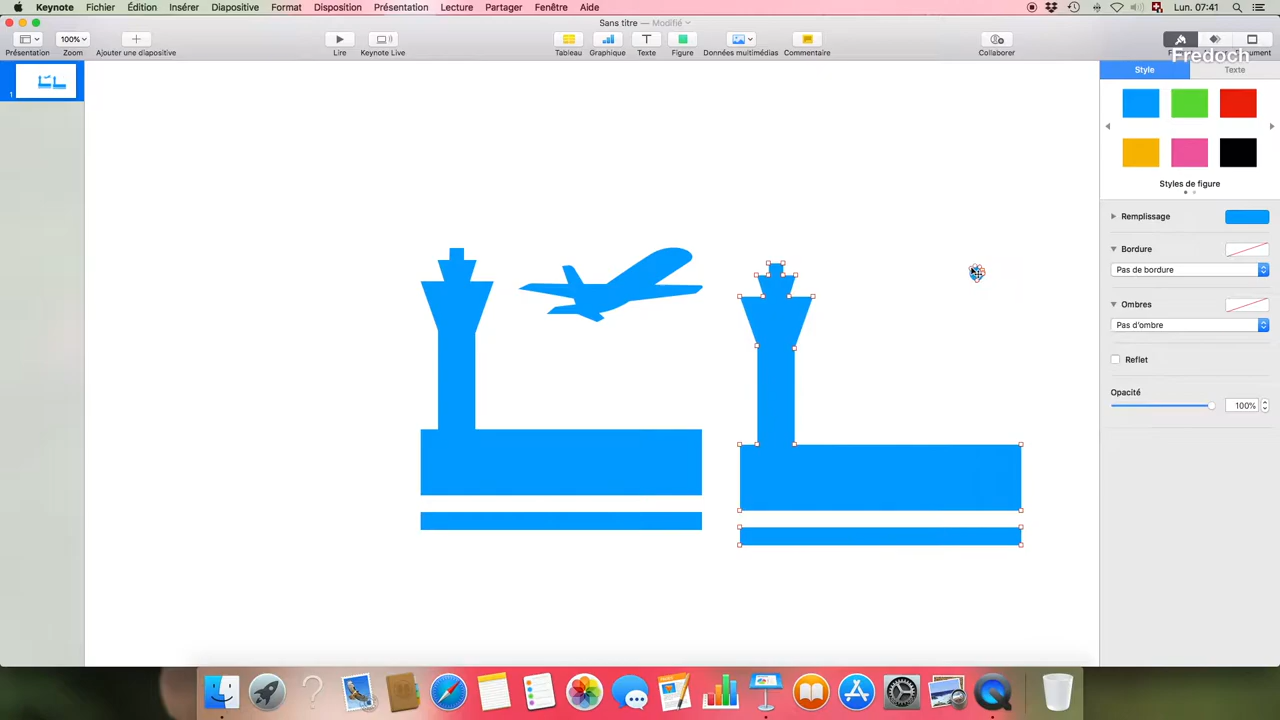 Keynote Fichier Édition Insérer Diapositive Format Disposition Présentation Lecture Partager Fenêtre Aide Lun. 07:41
Sans titre — Modifié
100%
Présentation Zoom Ajouter une diapositive Lire Keynote Live Tableau Graphique Texte Figure Données multimédias Commentaire Collaborer
Fredoch
Style Texte
1
Styles de figure
Remplissage
Bordure
Pas de bordure
Ombres
Pas d'ombre
Reflet
Opacité
100%